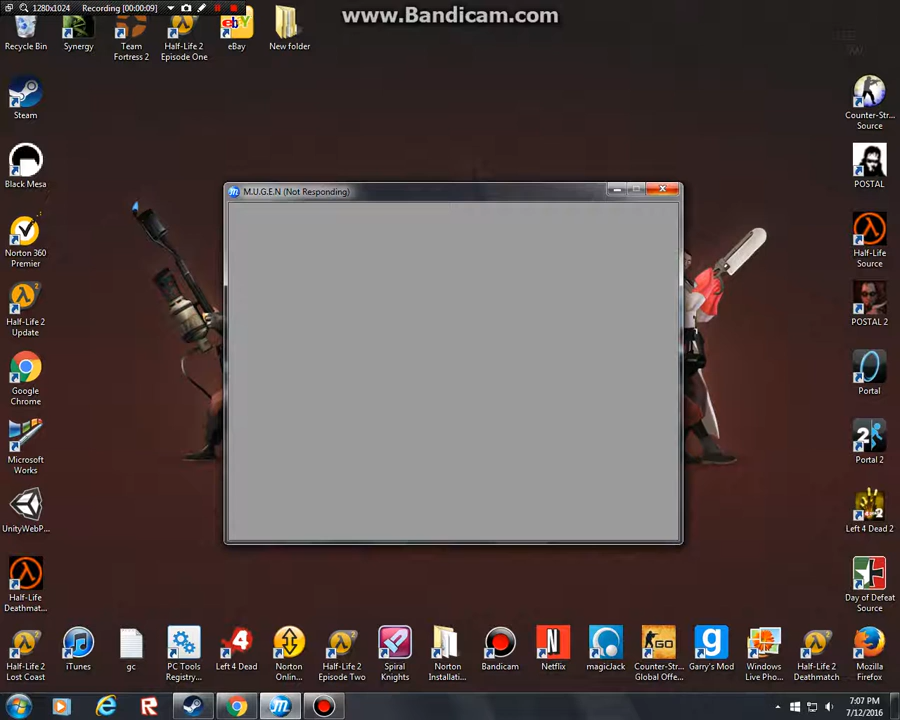 1280x1024 Recording [00:00:09]
www.Bandicam.com
Recycle Bin
Synergy
Team
Fortress 2
Half-Life 2
Episode One
eBay
New folder
Steam
Counter-Str...
Source
Black Mesa
POSTAL
M.U.G.E.N (Not Responding)
Norton 360
Premier
Half-Life
Source
Half-Life 2
Update
POSTAL 2
Google
Chrome
Portal
Microsoft
Works
Portal 2
UnityWebP...
Left 4 Dead 2
Half-Life
Deathmat...
Day of Defeat
Source
Half-Life 2
Lost Coast
iTunes
gc
PC Tools
Registry...
Left 4 Dead
Norton
Online...
Half-Life 2
Episode Two
Spiral
Knights
Norton
Installati...
Bandicam
Netflix
magicJack
Counter-Str...
Global Offe...
Garry's Mod
Windows
Live Pho...
Half-Life 2
Deathmatch
Mozilla
Firefox
7:07 PM
7/12/2016